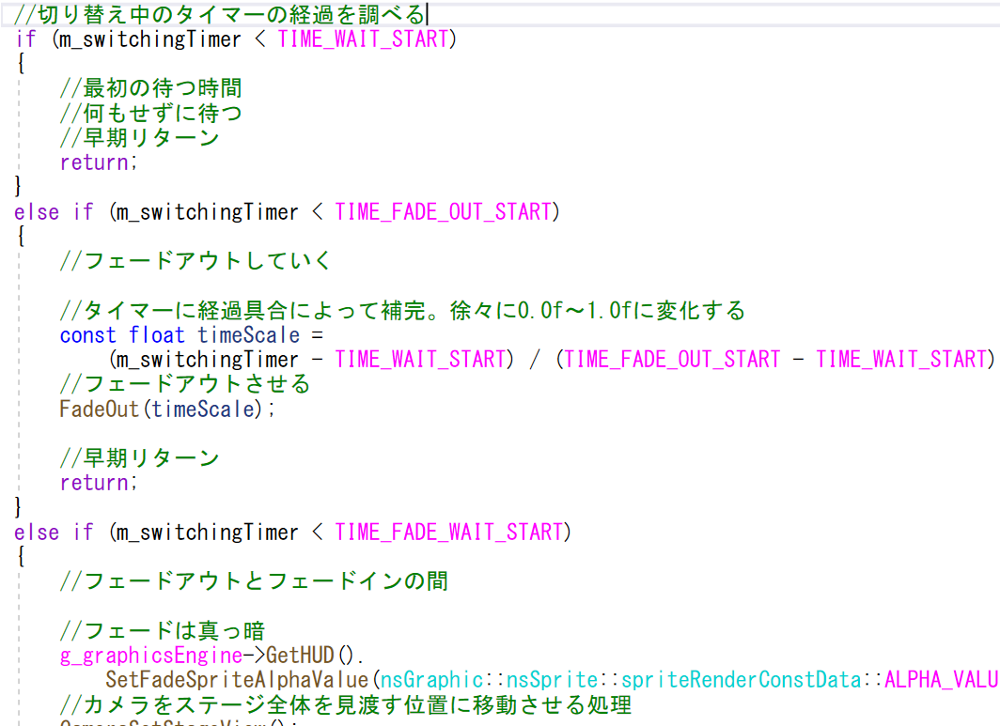 //切り替え中のタイマーの経過を調べる
if (m_switchingTimer < TIME_WAIT_START)
{
//最初の待つ時間
//何もせずに待つ
//早期リターン
return;
}
else if (m_switchingTimer < TIME_FADE_OUT_START)
{
//フェードアウトしていく
//タイマーに経過具合によって補完。徐々に0.0f～1.0fに変化する
const float timeScale =
(m_switchingTimer - TIME_WAIT_START) / (TIME_FADE_OUT_START - TIME_WAIT_START)
//フェードアウトさせる
FadeOut(timeScale);
//早期リターン
return;
}
else if (m_switchingTimer < TIME_FADE_WAIT_START)
{
//フェードアウトとフェードインの間
//フェードは真っ暗
g_graphicsEngine->GetHUD().
SetFadeSpriteAlphaValue(nsGraphic::nsSprite::spriteRenderConstData::ALPHA_VALU
//カメラをステージ全体を見渡す位置に移動させる処理